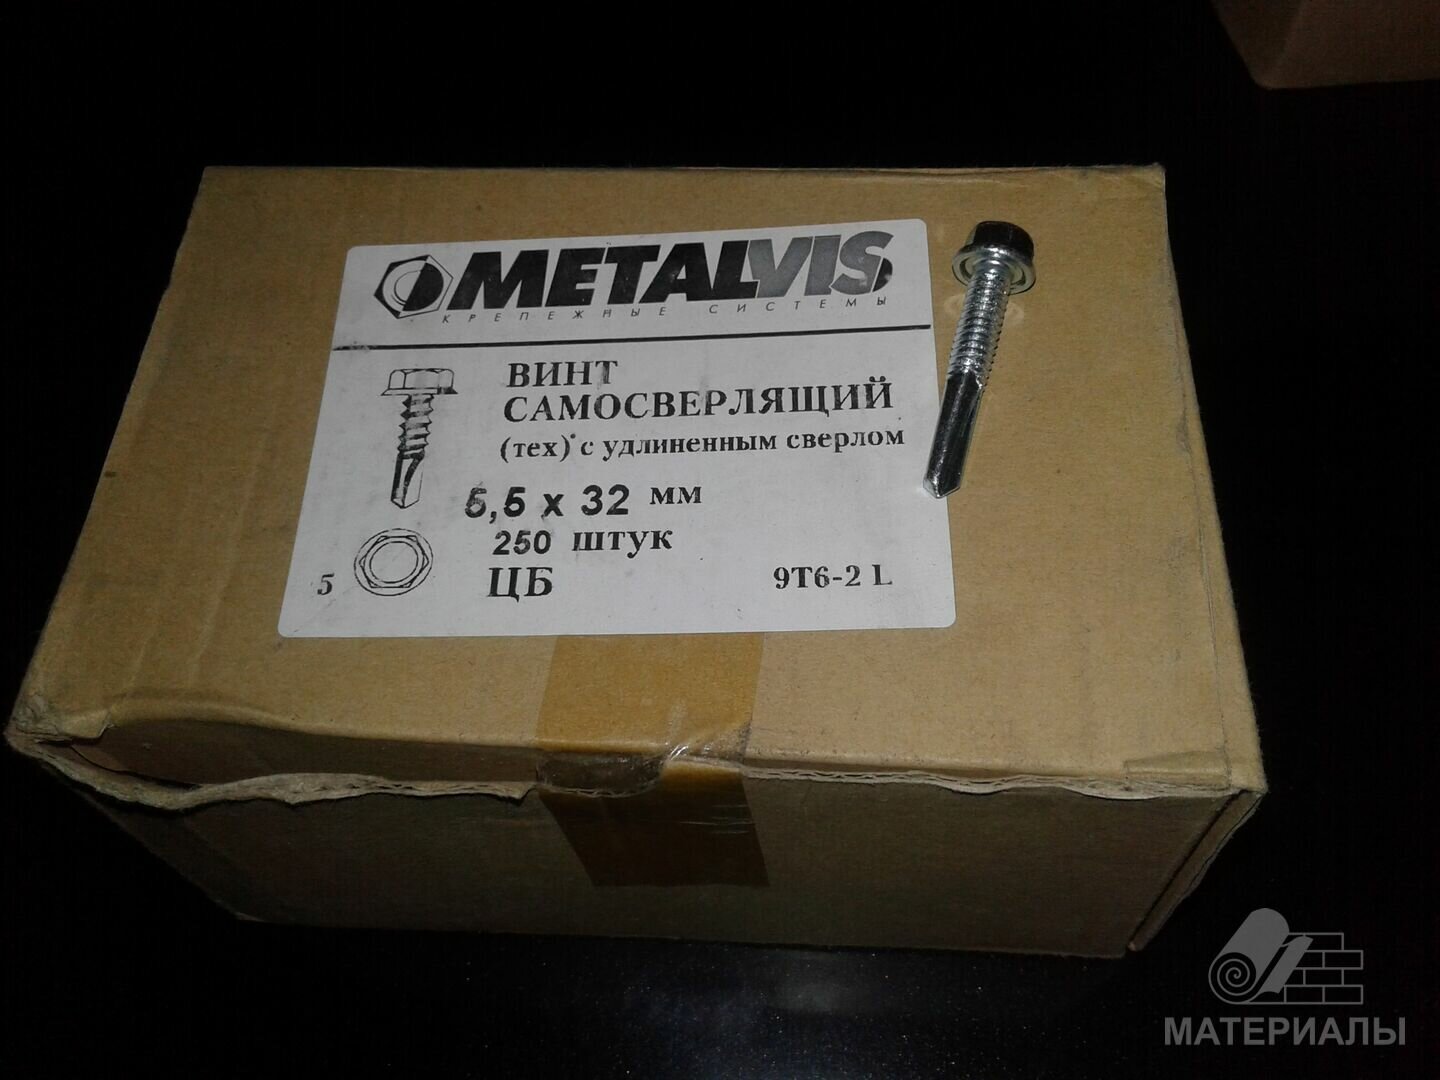 METALVIS
КРЕПЕЖНЫЕ СИСТЕМЫ
ВИНТ
САМОСВЕРЛЯЩИЙ
(тех) с удлиненным сверлом
5,5 х 32 мм
250 штук
5 ЦБ 9Т6-2 L
МАТЕРИАЛЫ